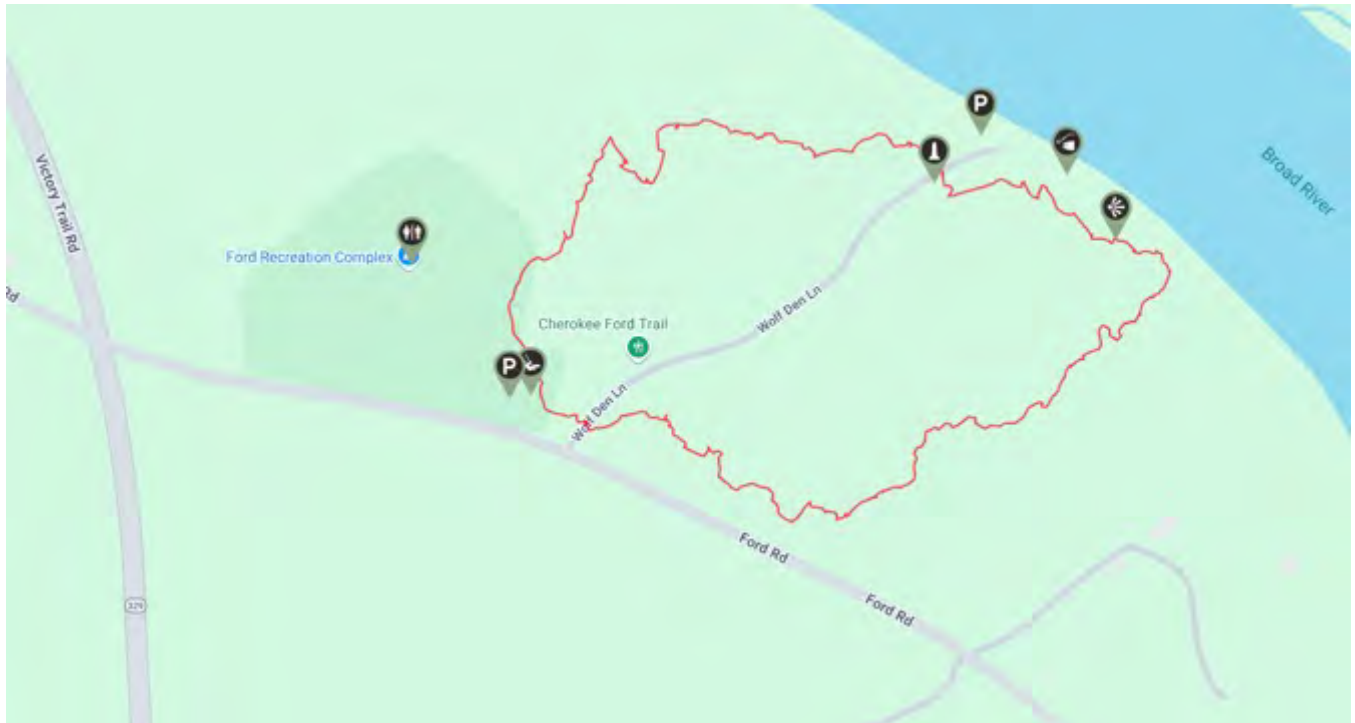 Victory Trail Rd
Rd
Ford Recreation Complex
Cherokee Ford Trail
Wolf Den Ln
Wolf Den Ln
P
P
Broad River
Ford Rd
Ford Rd
329